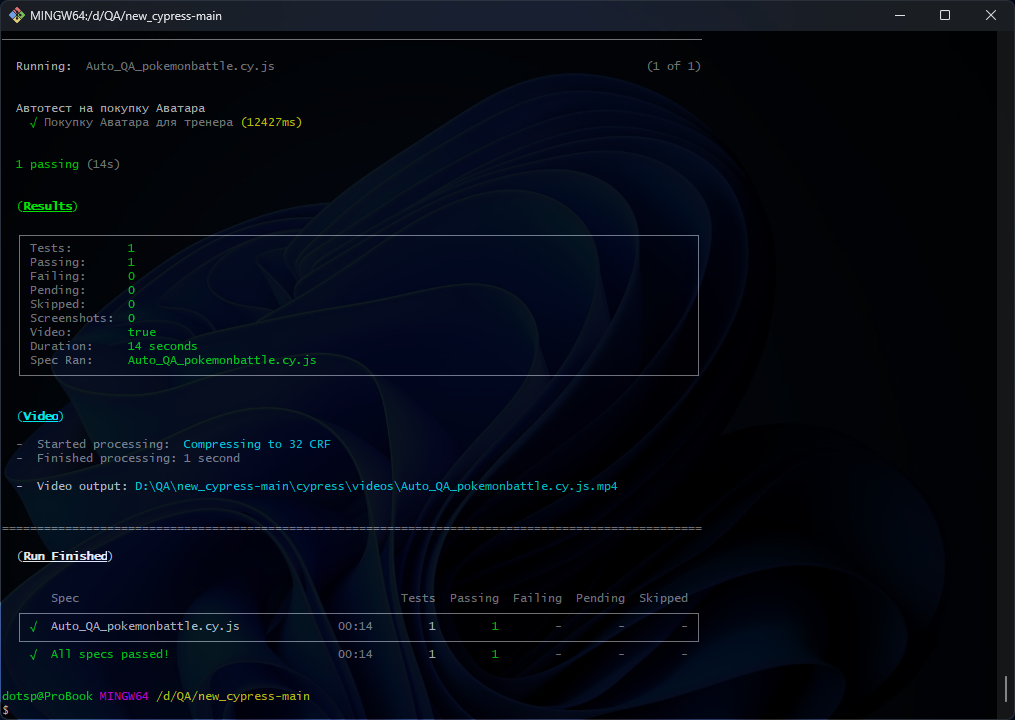 MINGW64:/d/QA/new_cypress-main
Running: Auto_QA_pokemonbattle.cy.js (1 of 1)
Автотест на покупку Аватара
√ Покупку Аватара для тренера (12427ms)
1 passing (14s)
(Results)
Tests: 1
Passing: 1
Failing: 0
Pending: 0
Skipped: 0
Screenshots: 0
Video: true
Duration: 14 seconds
Spec Ran: Auto_QA_pokemonbattle.cy.js
(Video)
- Started processing: Compressing to 32 CRF
- Finished processing: 1 second
- Video output: D:\QA\new_cypress-main\cypress\videos\Auto_QA_pokemonbattle.cy.js.mp4
====================================================================================================
(Run Finished)
Spec Tests Passing Failing Pending Skipped
√ Auto_QA_pokemonbattle.cy.js 00:14 1 1 - - -
√ All specs passed! 00:14 1 1 - - -
dotsp@ProBook MINGW64 /d/QA/new_cypress-main
$